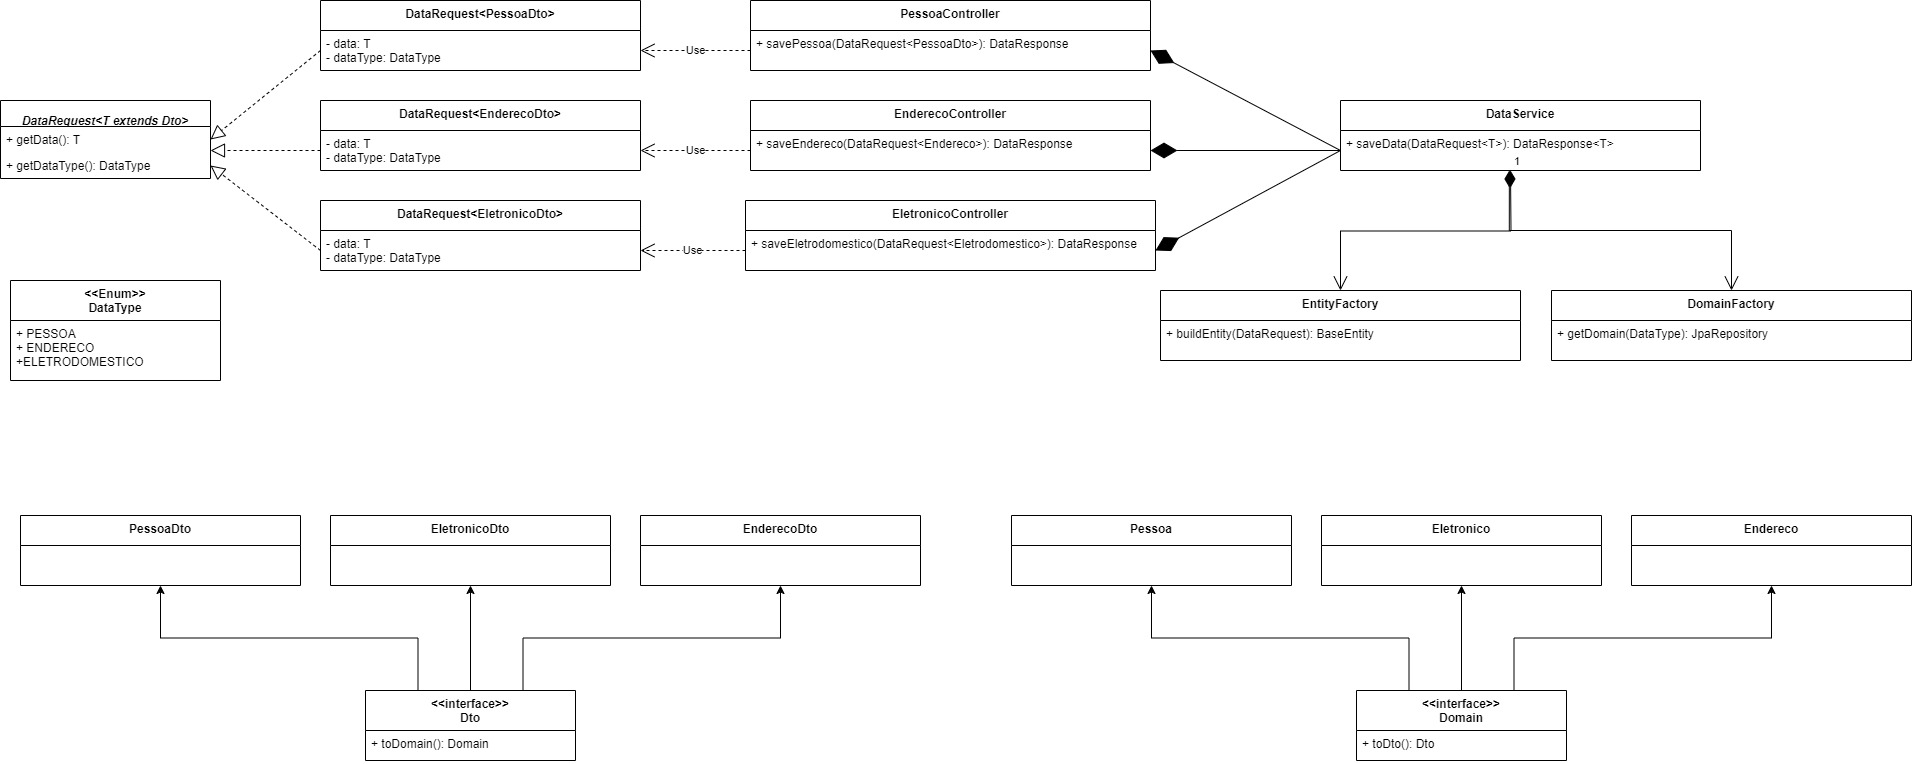 DataRequest<PessoaDto>
- data: T
- dataType: DataType
Use
PessoaController
+ savePessoa(DataRequest<PessoaDto>): DataResponse
DataRequest<T extends Dto>
+ getData(): T
+ getDataType(): DataType
DataRequest<EnderecoDto>
- data: T
- dataType: DataType
Use
EnderecoController
+ saveEndereco(DataRequest<Endereco>): DataResponse
DataService
+ saveData(DataRequest<T>): DataResponse<T>
1
DataRequest<EletronicoDto>
- data: T
- dataType: DataType
Use
EletronicoController
+ saveEletrodomestico(DataRequest<Eletrodomestico>): DataResponse
<<Enum>>
DataType
+ PESSOA
+ ENDERECO
+ELETRODOMESTICO
EntityFactory
+ buildEntity(DataRequest): BaseEntity
DomainFactory
+ getDomain(DataType): JpaRepository
PessoaDto
EletronicoDto
EnderecoDto
Pessoa
Eletronico
Endereco
<<interface>>
Dto
+ toDomain(): Domain
<<interface>>
Domain
+ toDto(): Dto